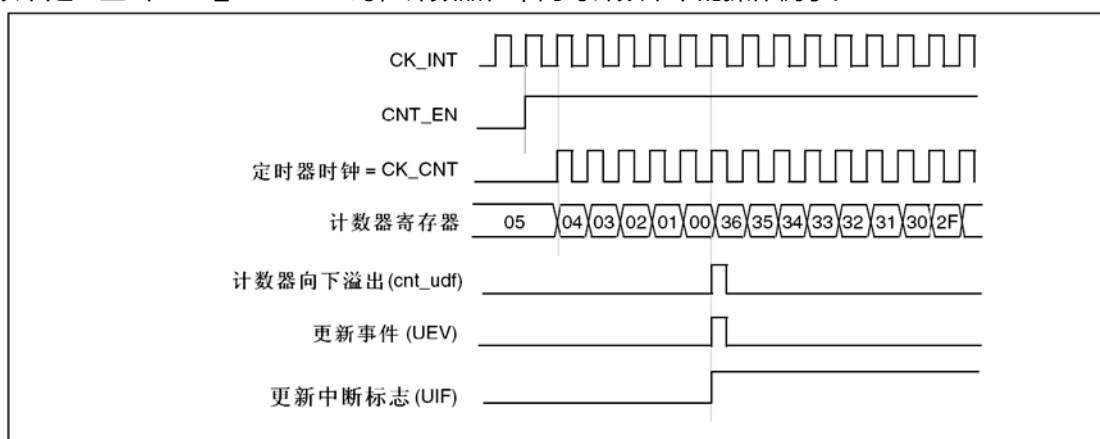 CK_INT
CNT_EN
定时器时钟 = CK_CNT
计数器寄存器 05 04 03 02 01 00 36 35 34 33 32 31 30 2F
计数器向下溢出(cnt_udf)
更新事件 (UEV)
更新中断标志(UIF)